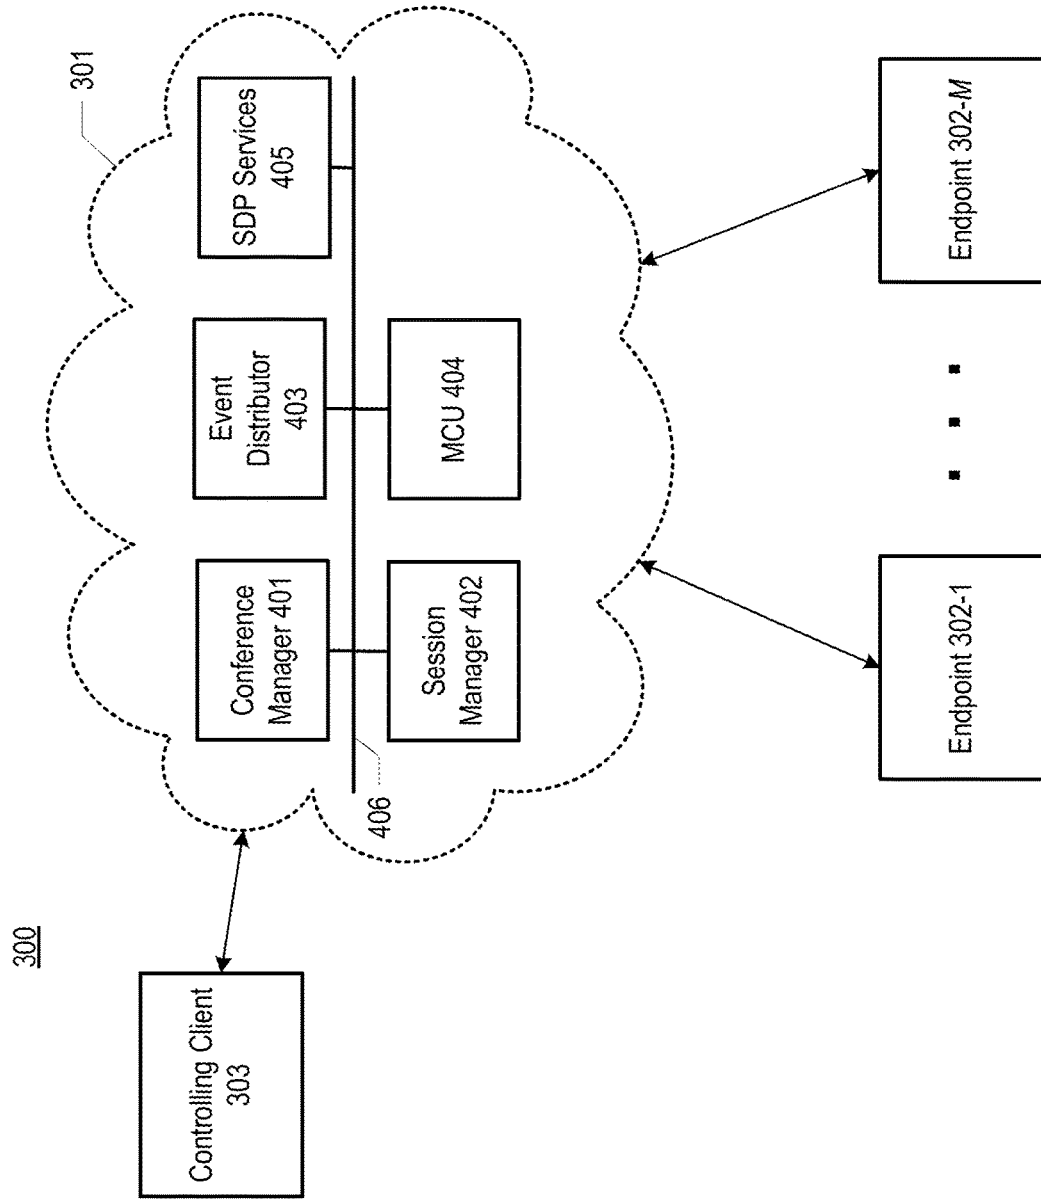 300
301
Controlling Client
303
Conference
Manager 401
Event
Distributor
403
SDP Services
405
406
Session
Manager 402
MCU 404
Endpoint 302-1
Endpoint 302-M